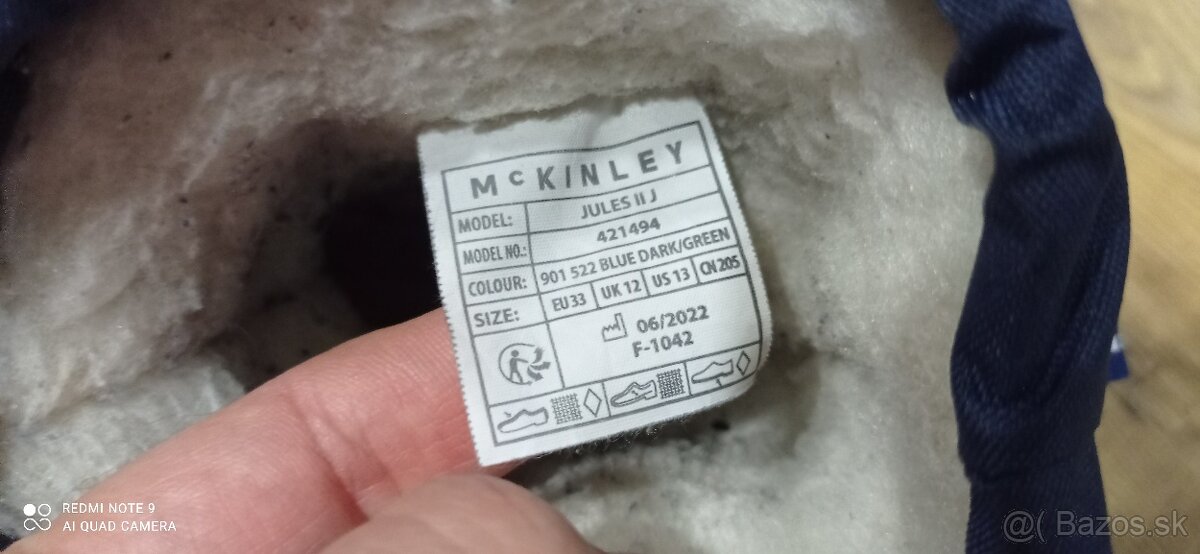 McKINLEY
MODEL: JULES II J
MODEL NO.: 421494
COLOUR: 901 522 BLUE DARK/GREEN
SIZE: EU 33 UK 12 US 13 CN 205
06/2022
F-1042
REDMI NOTE 9
AI QUAD CAMERA
@( Bazos.sk